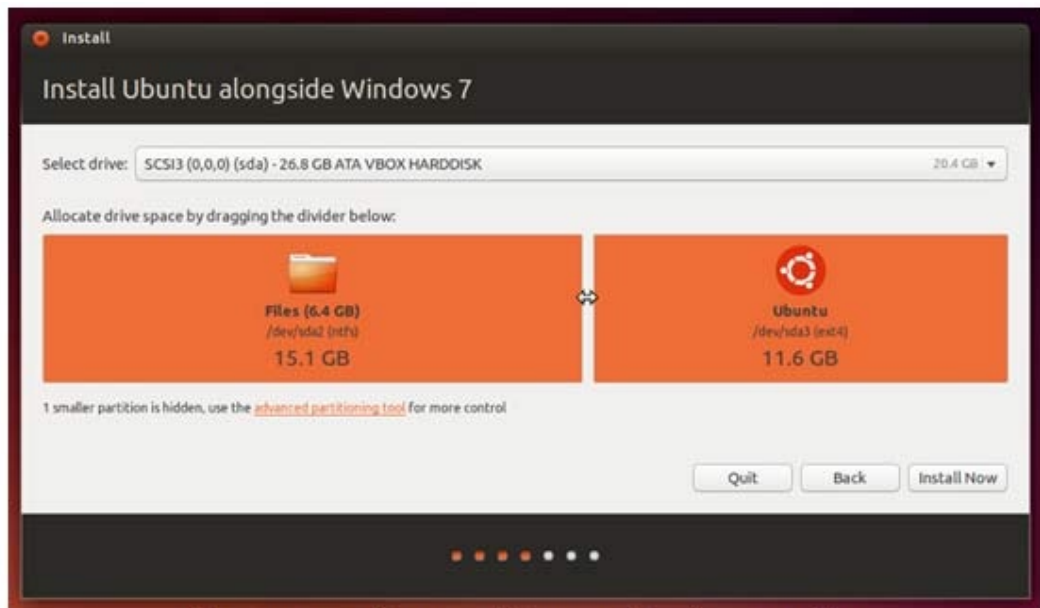 Install
Install Ubuntu alongside Windows 7
Select drive: SCSI3 (0,0,0) (sda) - 26.8 GB ATA VBOX HARDDISK 20.4 GB
Allocate drive space by dragging the divider below:
Files (6.4 GB)
/dev/sda2 (ntfs)
15.1 GB
Ubuntu
/dev/sda3 (ext4)
11.6 GB
1 smaller partition is hidden, use the advanced partitioning tool for more control
Quit Back Install Now